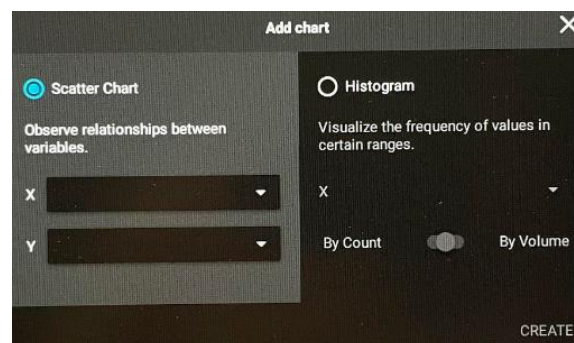 Add chart
Scatter Chart
Observe relationships between
variables.
X
Y
Histogram
Visualize the frequency of values in
certain ranges.
X
By Count By Volume
CREATE